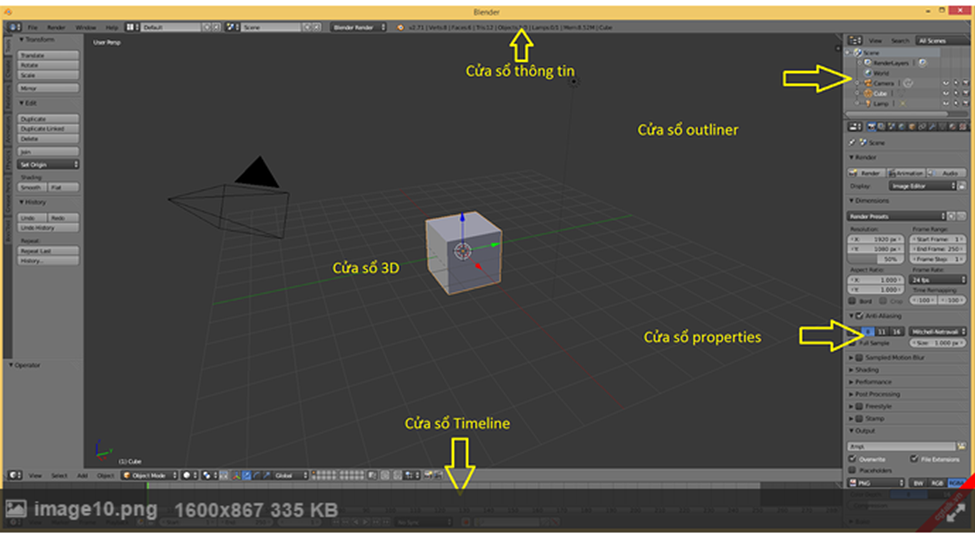 Blender
File Render Window Help Default Scene Blender Render v2.71 | Verts:8 | Faces:6 | Tris:12 | Objects:1/3 | Lamps:0/1 | Mem:8.52M | Cube
Cửa sổ thông tin
Cửa sổ outliner
Cửa sổ 3D
Cửa sổ properties
Cửa sổ Timeline
User Persp
(1) Cube
Transform
Translate
Rotate
Scale
Mirror
Edit
Duplicate
Duplicate Linked
Delete
Join
Set Origin
Shading:
Smooth Flat
History
Undo Redo
Undo History
Repeat:
Repeat Last
History...
Operator
View Select Add Object Object Mode Global
View Search All Scenes
Scene
RenderLayers
World
Camera
Cube
Lamp
Scene
Render
Render Animation Audio
Display: Image Editor
Dimensions
Render Presets
Resolution: Frame Range:
X: 1920 px Start Frame: 1
Y: 1080 px End Frame: 250
50% Frame Step: 1
Aspect Ratio: Frame Rate:
X: 1.000 24 fps
Y: 1.000 Time Remapping:
Bord Crop 100 100
Anti-Aliasing
11 16 Mitchell-Netravali
Full Sample Size: 1.000 px
Sampled Motion Blur
Shading
Performance
Post Processing
Freestyle
Stamp
Output
/tmp\
Overwrite File Extensions
Placeholders
PNG BW RGB RGBA
No Sync
image10.png 1600x867 335 KB